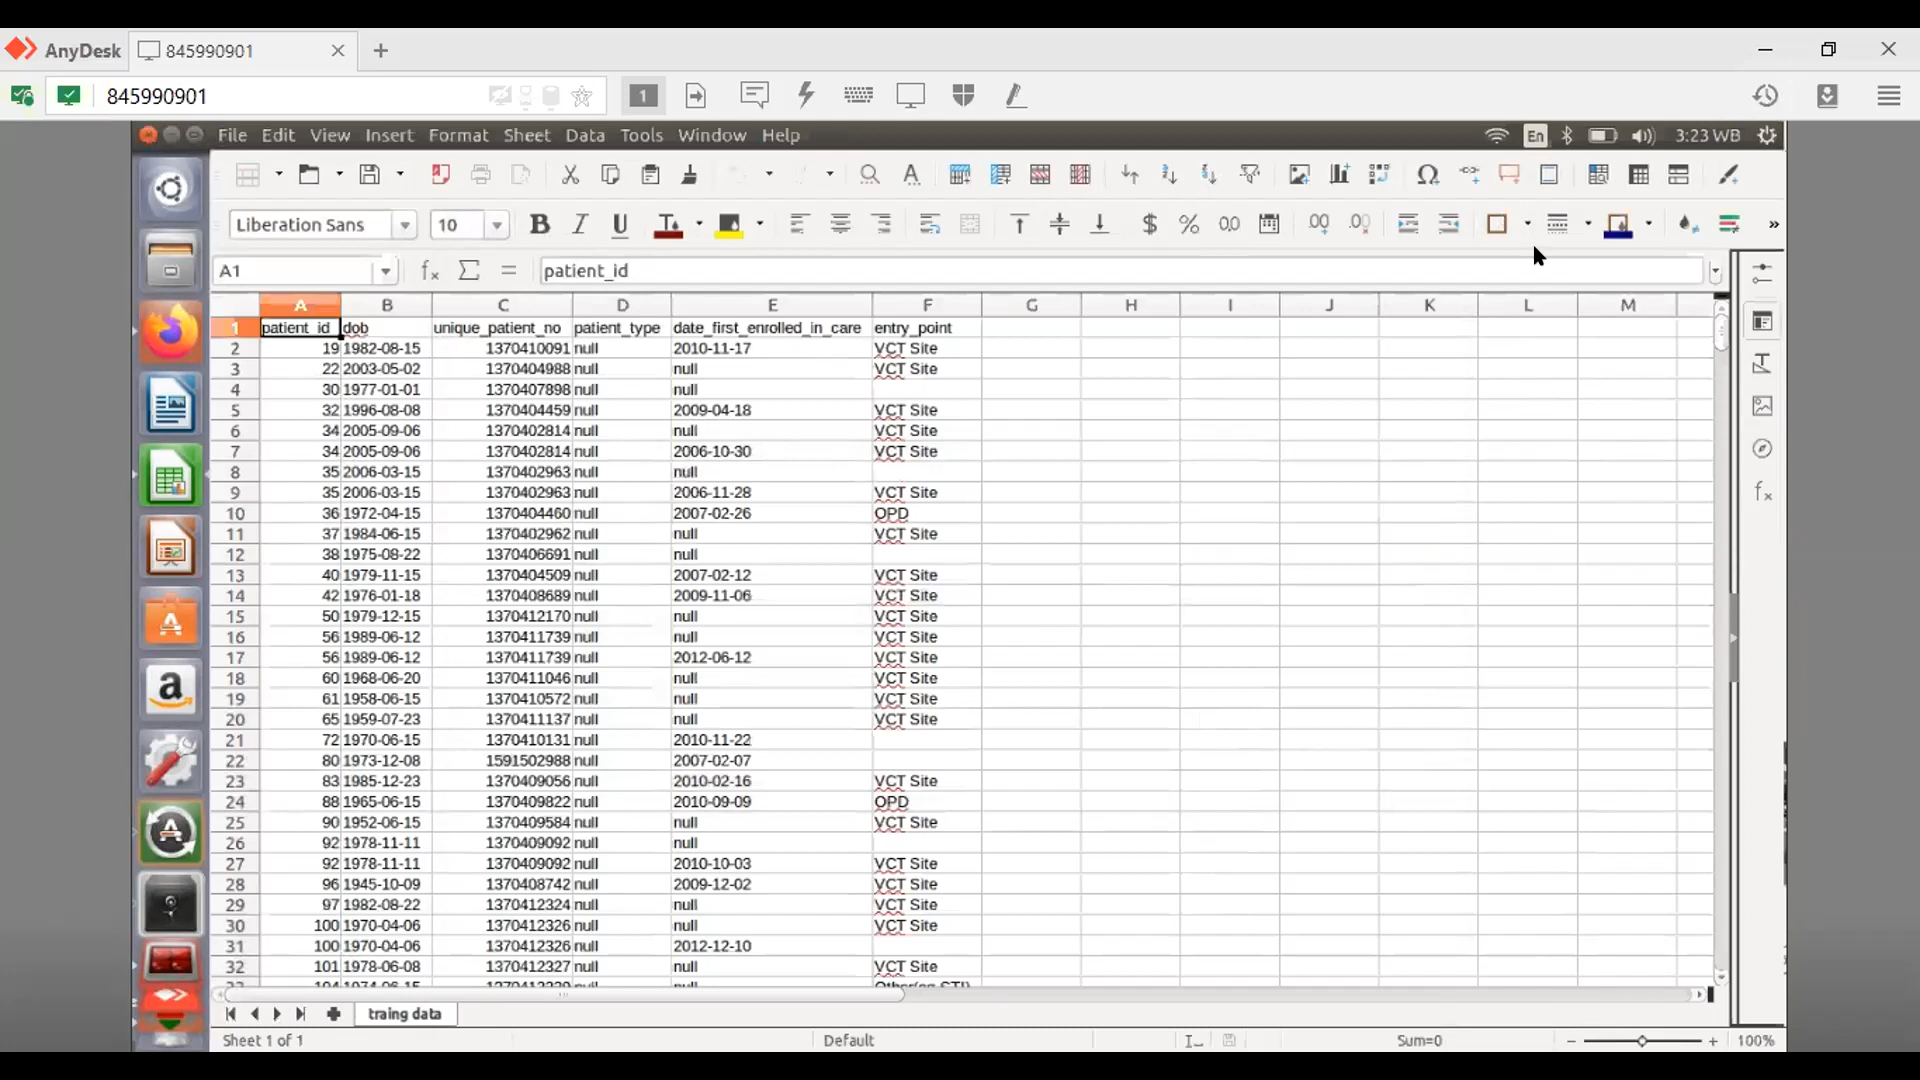 AnyDesk 845990901
845990901 1
File Edit View Insert Format Sheet Data Tools Window Help En 3:23 WB
Liberation Sans 10
A1 patient_id
A B C D E F G H I J K L M
1 patient_id dob unique_patient_no patient_type date_first_enrolled_in_care entry_point
2 19 1982-08-15 1370410091 null 2010-11-17 VCT Site
3 22 2003-05-02 1370404988 null null VCT Site
4 30 1977-01-01 1370407898 null null
5 32 1996-08-08 1370404459 null 2009-04-18 VCT Site
6 34 2005-09-06 1370402814 null null VCT Site
7 34 2005-09-06 1370402814 null 2006-10-30 VCT Site
8 35 2006-03-15 1370402963 null null
9 35 2006-03-15 1370402963 null 2006-11-28 VCT Site
10 36 1972-04-15 1370404460 null 2007-02-26 OPD
11 37 1984-06-15 1370402962 null null VCT Site
12 38 1975-08-22 1370406691 null null
13 40 1979-11-15 1370404509 null 2007-02-12 VCT Site
14 42 1976-01-18 1370408689 null 2009-11-06 VCT Site
15 50 1979-12-15 1370412170 null null VCT Site
16 56 1989-06-12 1370411739 null null VCT Site
17 56 1989-06-12 1370411739 null 2012-06-12 VCT Site
18 60 1968-06-20 1370411046 null null VCT Site
19 61 1958-06-15 1370410572 null null VCT Site
20 65 1959-07-23 1370411137 null null VCT Site
21 72 1970-06-15 1370410131 null 2010-11-22
22 80 1973-12-08 1591502988 null 2007-02-07
23 83 1985-12-23 1370409056 null 2010-02-16 VCT Site
24 88 1965-06-15 1370409822 null 2010-09-09 OPD
25 90 1952-06-15 1370409584 null null VCT Site
26 92 1978-11-11 1370409092 null null
27 92 1978-11-11 1370409092 null 2010-10-03 VCT Site
28 96 1945-10-09 1370408742 null 2009-12-02 VCT Site
29 97 1982-08-22 1370412324 null null VCT Site
30 100 1970-04-06 1370412326 null null VCT Site
31 100 1970-04-06 1370412326 null 2012-12-10
32 101 1978-06-08 1370412327 null null VCT Site
traing data
Sheet 1 of 1 Default Sum=0 100%